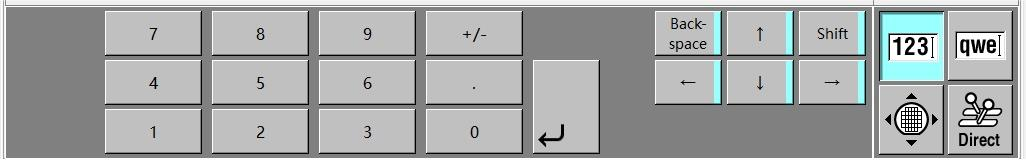 7 8 9 +/- Back-
space ↑ Shift 123 qwe
4 5 6 . ← ↓ →
1 2 3 0 Direct